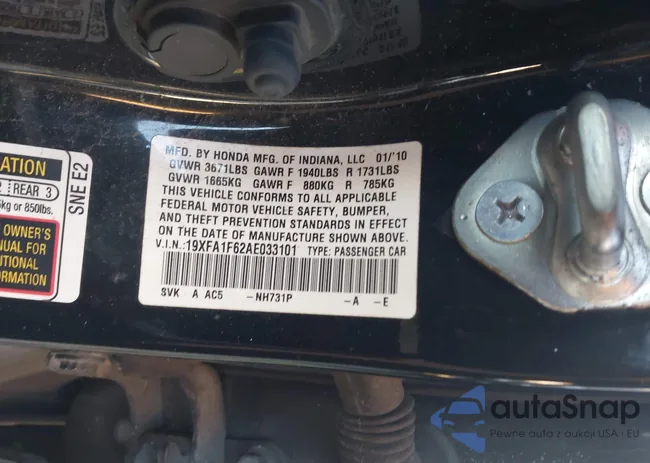 MFD. BY HONDA MFG. OF INDIANA, LLC 01/'10
GVWR 3671LBS GAWR F 1940LBS R 1731LBS
GVWR 1665KG GAWR F 880KG R 785KG
THIS VEHICLE CONFORMS TO ALL APPLICABLE
FEDERAL MOTOR VEHICLE SAFETY, BUMPER,
AND THEFT PREVENTION STANDARDS IN EFFECT
ON THE DATE OF MANUFACTURE SHOWN ABOVE.
V.I.N.:19XFA1F62AE033101 TYPE: PASSENGER CAR
SVK A AC5 -NH731P -A -E
ATION
2 REAR 3
kg or 850lbs.
OWNER'S
ANUAL FOR
DITIONAL
ORMATION
SNE E2
autaSnap
Pewne auta z aukcji USA i EU